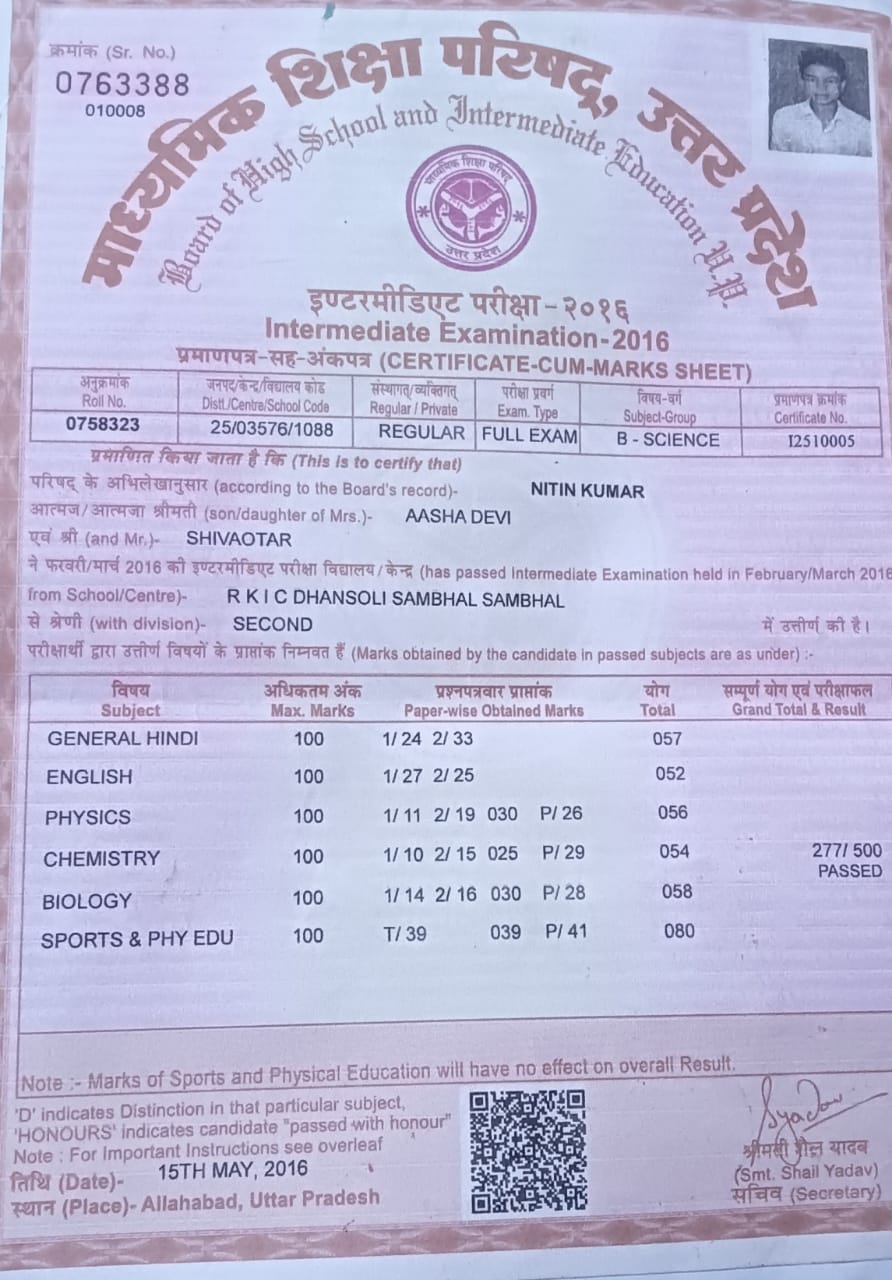 क्रमांक (Sr. No.)
0763388
010008
माध्यमिक शिक्षा परिषद्, उत्तर प्रदेश
Board of High School and Intermediate Education U.P.
माध्यमिक शिक्षा परिषद्
उत्तर प्रदेश
इण्टरमीडिएट परीक्षा-२०१६
Intermediate Examination-2016
प्रमाणपत्र-सह-अंकपत्र (CERTIFICATE-CUM-MARKS SHEET)
अनुक्रमांक जनपद/केन्द्र/विद्यालय कोड संस्थागत्/व्यक्तिगत् परीक्षा प्रवर्ग विषय-वर्ग प्रमाणपत्र क्रमांक
Roll No. Distt./Centre/School Code Regular / Private Exam. Type Subject-Group Certificate No.
0758323 25/03576/1088 REGULAR FULL EXAM B - SCIENCE I2510005
प्रमाणित किया जाता है कि (This is to certify that)
परिषद् के अभिलेखानुसार (according to the Board's record)- NITIN KUMAR
आत्मज/आत्मजा श्रीमती (son/daughter of Mrs.)- AASHA DEVI
एवं श्री (and Mr.)- SHIVAOTAR
ने फरवरी/मार्च 2016 की इण्टरमीडिएट परीक्षा विद्यालय/केन्द्र (has passed Intermediate Examination held in February/March 2016
from School/Centre)- R K I C DHANSOLI SAMBHAL SAMBHAL
से श्रेणी (with division)- SECOND में उत्तीर्ण की है।
परीक्षार्थी द्वारा उत्तीर्ण विषयों के प्राप्तांक निम्नवत हैं (Marks obtained by the candidate in passed subjects are as under) :-
विषय अधिकतम अंक प्रश्नपत्रवार प्राप्तांक योग सम्पूर्ण योग एवं परीक्षाफल
Subject Max. Marks Paper-wise Obtained Marks Total Grand Total & Result
GENERAL HINDI 100 1/ 24 2/ 33 057
ENGLISH 100 1/ 27 2/ 25 052
PHYSICS 100 1/ 11 2/ 19 030 P/ 26 056
CHEMISTRY 100 1/ 10 2/ 15 025 P/ 29 054 277/ 500
PASSED
BIOLOGY 100 1/ 14 2/ 16 030 P/ 28 058
SPORTS & PHY EDU 100 T/ 39 039 P/ 41 080
Note :- Marks of Sports and Physical Education will have no effect on overall Result.
'D' indicates Distinction in that particular subject,
'HONOURS' indicates candidate "passed with honour"
Note : For Important Instructions see overleaf
तिथि (Date)- 15TH MAY, 2016
स्थान (Place)- Allahabad, Uttar Pradesh
SYadav
श्रीमती शैल यादव
(Smt. Shail Yadav)
सचिव (Secretary)